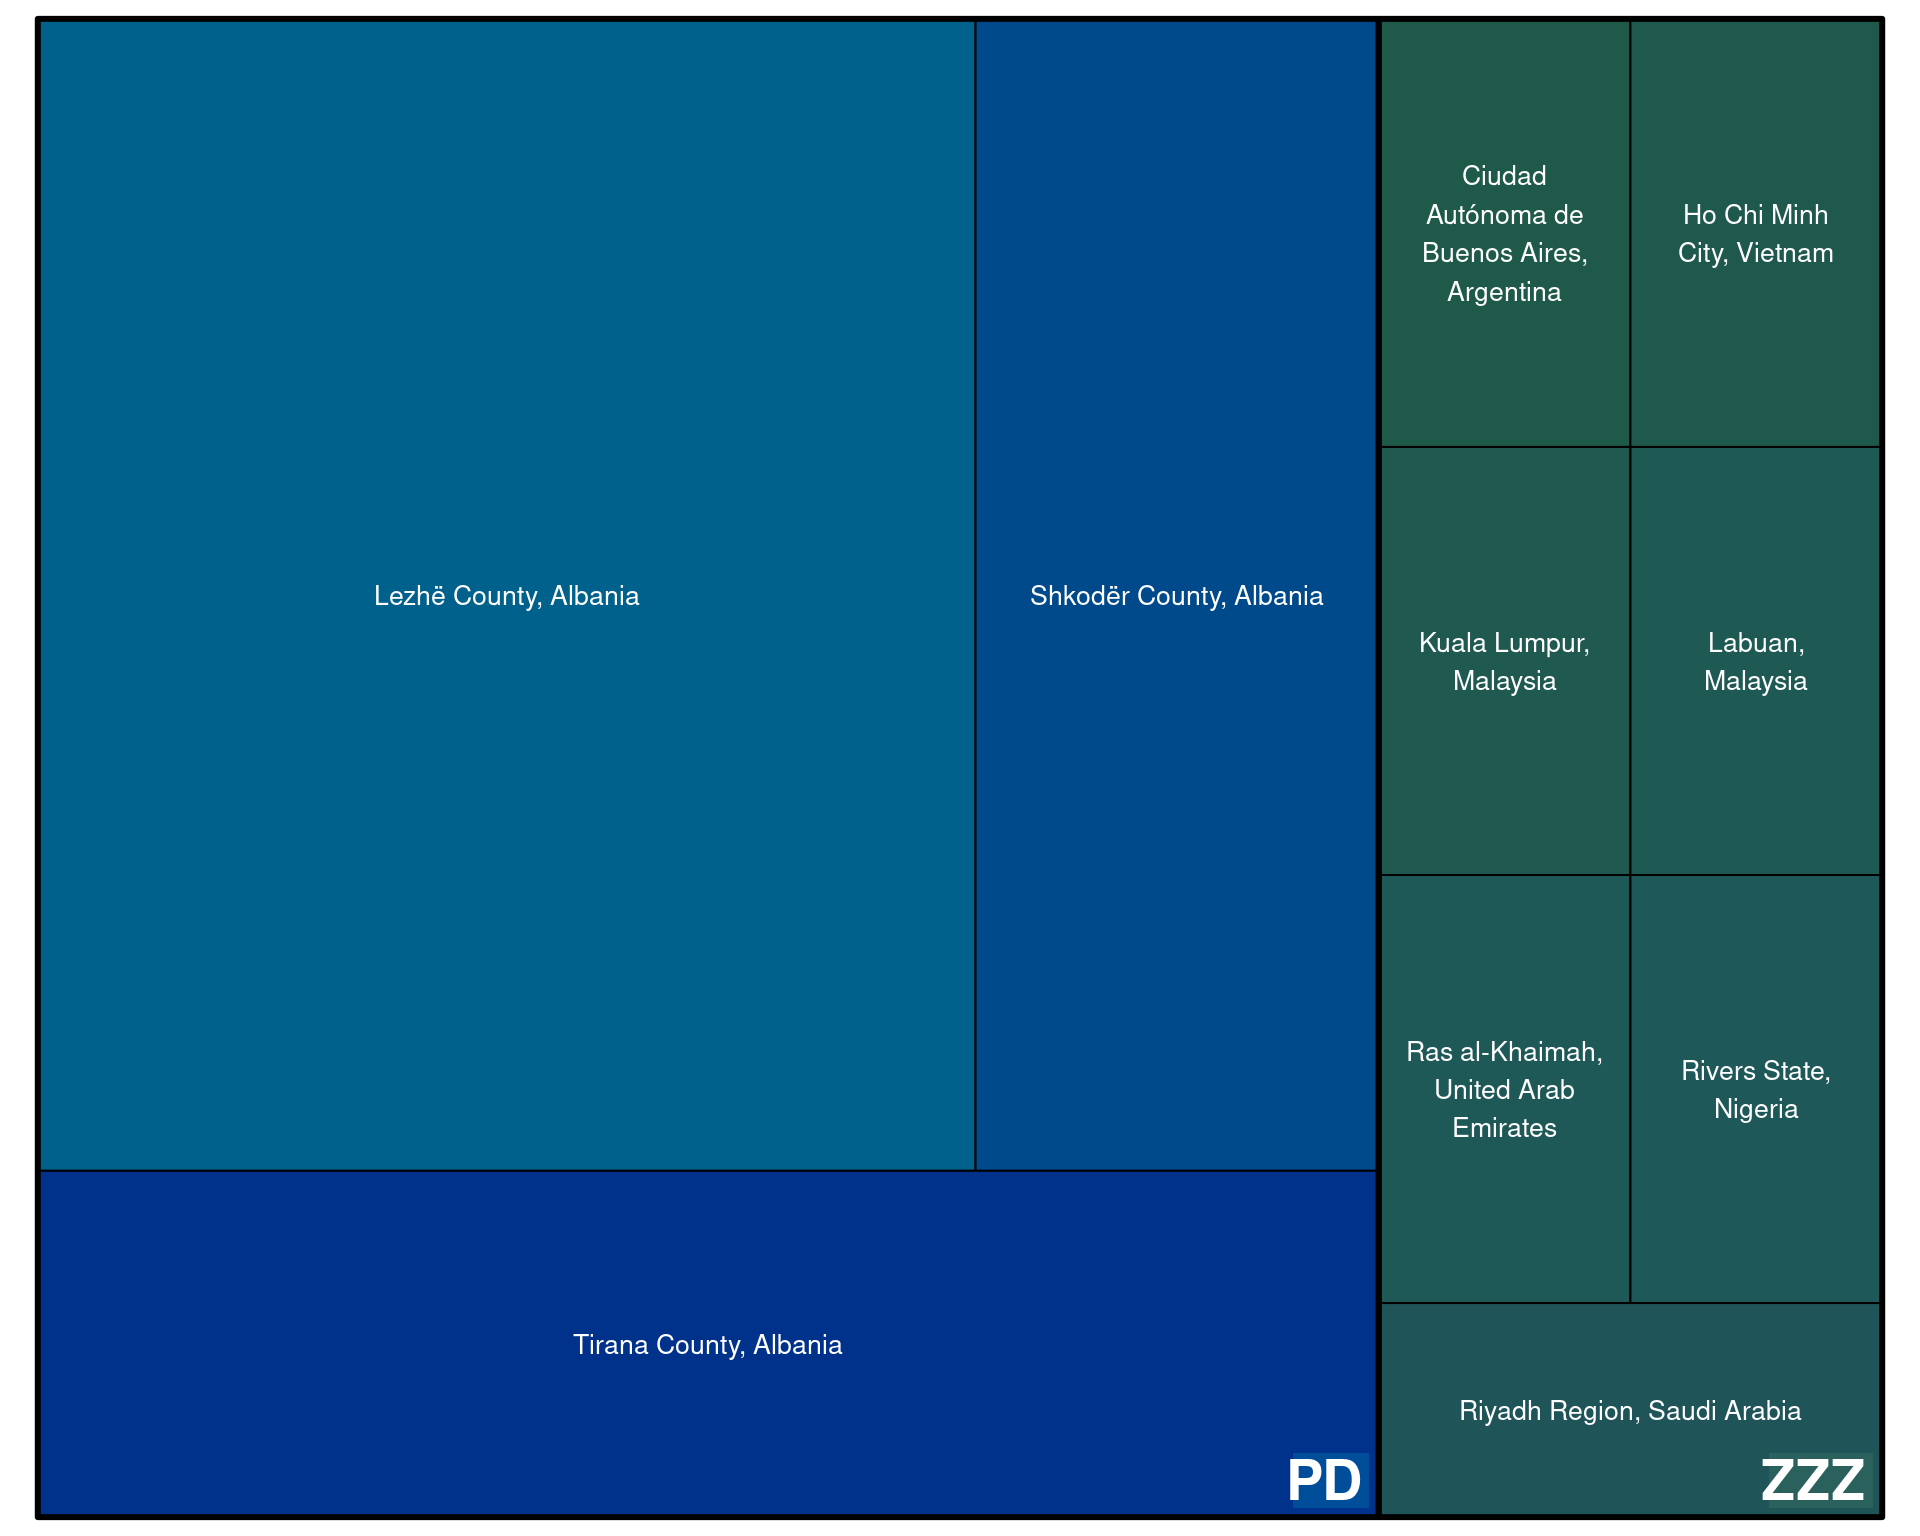 Lezhë County, Albania
Shkodër County, Albania
Tirana County, Albania
PD
Ciudad
Autónoma de
Buenos Aires,
Argentina
Ho Chi Minh
City, Vietnam
Kuala Lumpur,
Malaysia
Labuan,
Malaysia
Ras al-Khaimah,
United Arab
Emirates
Rivers State,
Nigeria
Riyadh Region, Saudi Arabia
ZZZ